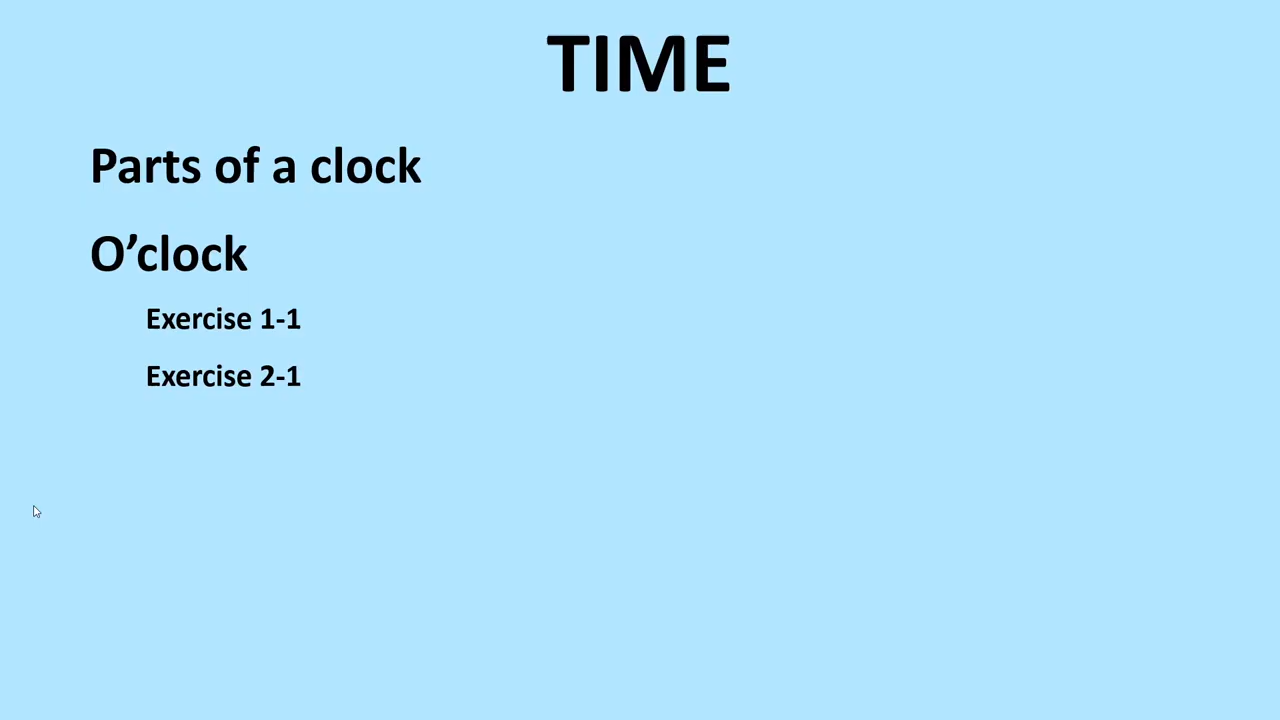 TIME
Parts of a clock
O’clock
Exercise 1-1
Exercise 2-1